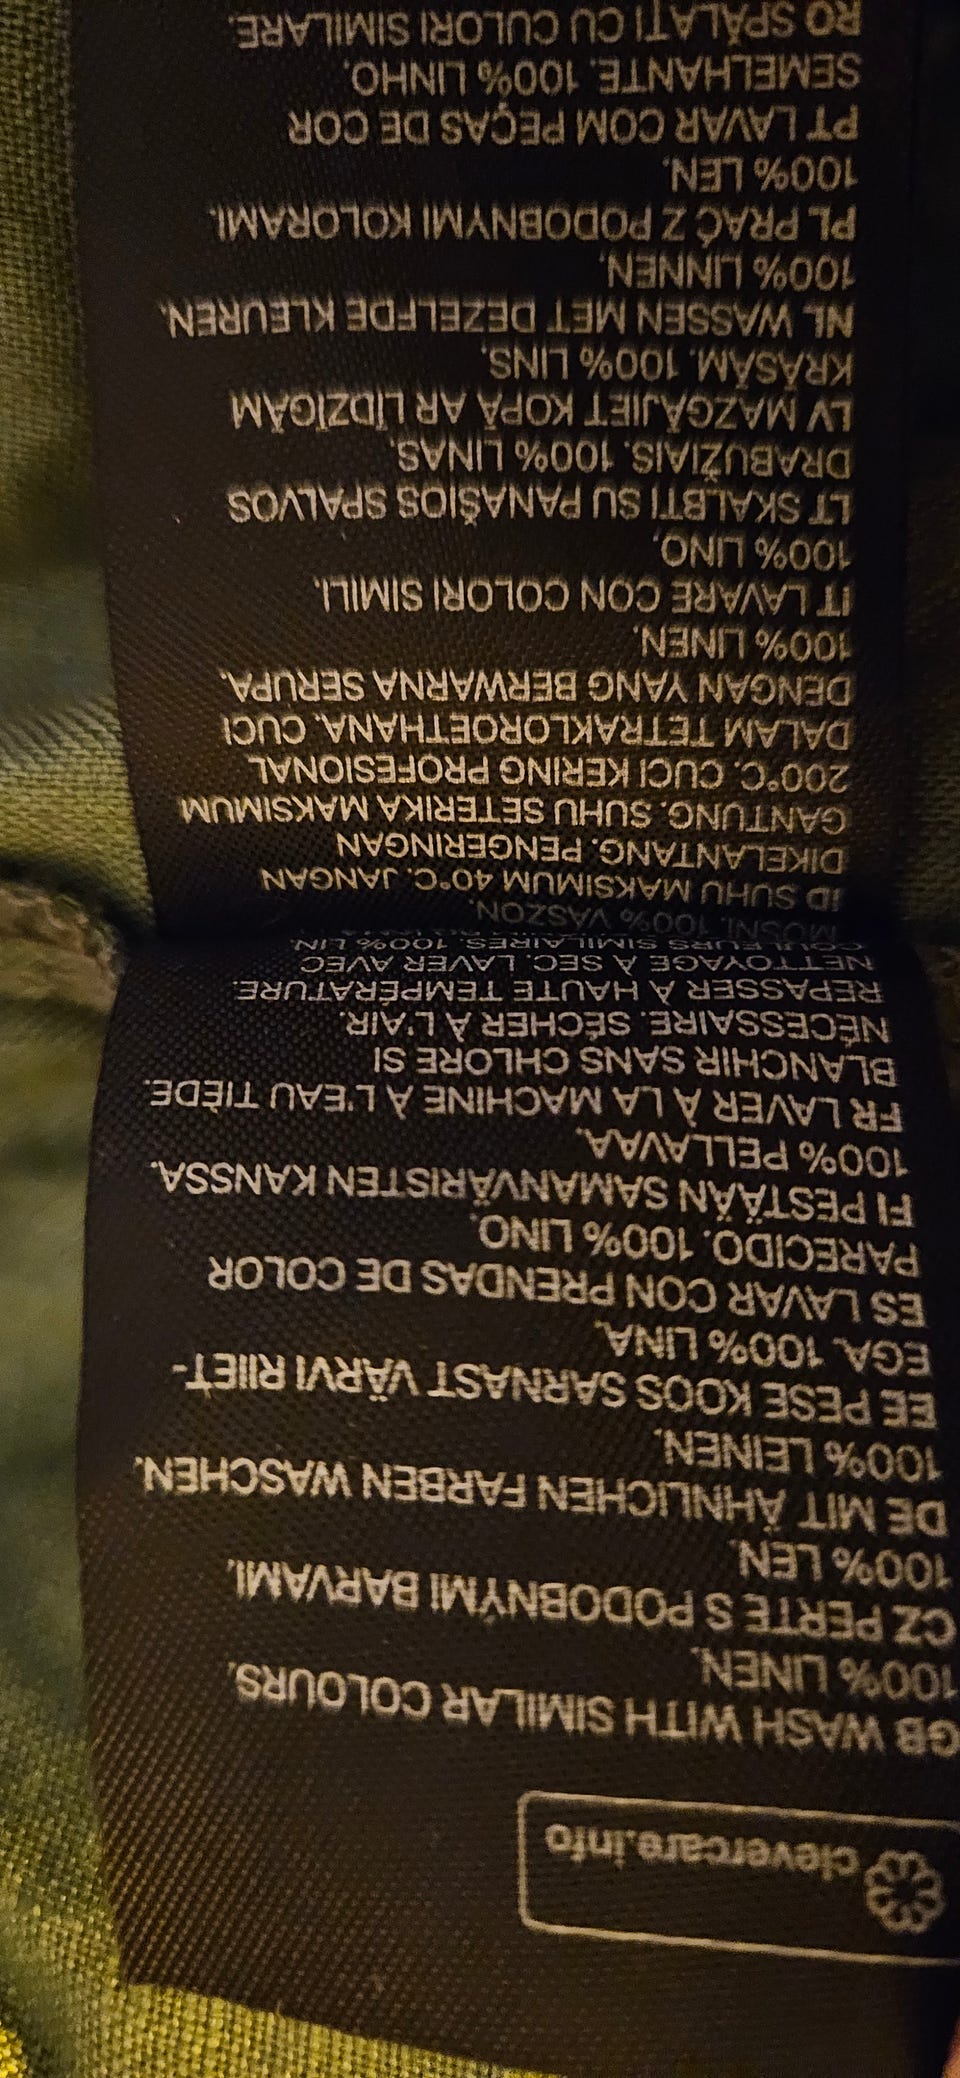 clevercare.info
GB WASH WITH SIMILAR COLOURS.
100% LINEN.
CZ PERTE S PODOBNÝMI BARVAMI.
100% LEN.
DE MIT ÄHNLICHEN FARBEN WASCHEN.
100% LEINEN.
EE PESE KOOS SARNAST VÄRVI RIIET-
EGA. 100% LINA.
ES LAVAR CON PRENDAS DE COLOR
PARECIDO. 100% LINO.
FI PESTÄÄN SAMANVÄRISTEN KANSSA.
100% PELLAVAA.
FR LAVER À LA MACHINE À L'EAU TIÈDE.
BLANCHIR SANS CHLORE SI
NÉCESSAIRE. SÉCHER À L'AIR.
REPASSER À HAUTE TEMPÉRATURE.
NETTOYAGE À SEC. LAVER AVEC
COULEURS SIMILAIRES. 100% LIN.
MOSNI. 100% VÁSZON.
ID SUHU MAKSIMUM 40°C. JANGAN
DIKELANTANG. PENGERINGAN
GANTUNG. SUHU SETERIKA MAKSIMUM
200°C. CUCI KERING PROFESIONAL
DALAM TETRAKLOROETHANA. CUCI
DENGAN YANG BERWARNA SERUPA.
100% LINEN.
IT LAVARE CON COLORI SIMILI.
100% LINO.
LT SKALBTI SU PANAŠIOS SPALVOS
DRABUŽIAIS. 100% LINAS.
LV MAZGĀJIET KOPĀ AR LĪDZĪGĀM
KRĀSĀM. 100% LINS.
NL WASSEN MET DEZELFDE KLEUREN.
100% LINNEN.
PL PRAĆ Z PODOBNYMI KOLORAMI.
100% LEN.
PT LAVAR COM PEÇAS DE COR
SEMELHANTE. 100% LINHO.
RO SPĂLAȚI CU CULORI SIMILARE.